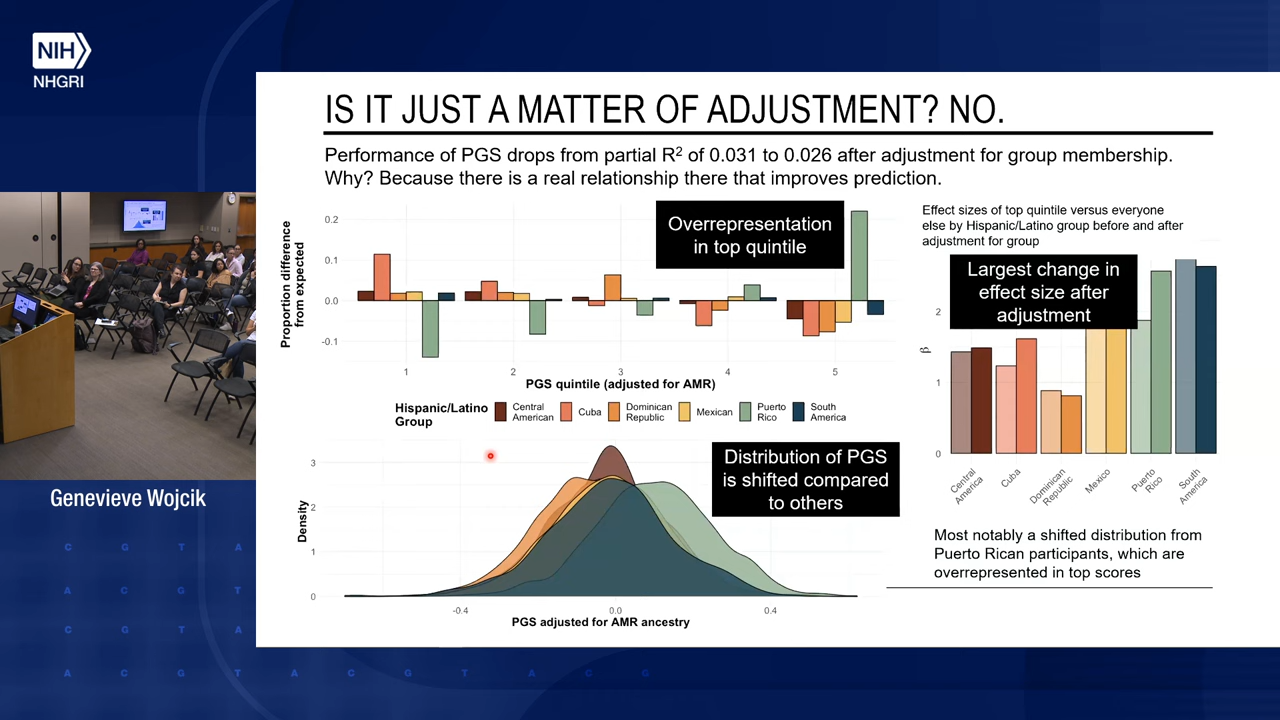 NIH
NHGRI
IS IT JUST A MATTER OF ADJUSTMENT? NO.
Performance of PGS drops from partial R² of 0.031 to 0.026 after adjustment for group membership.
Why? Because there is a real relationship there that improves prediction.
Proportion difference
from expected
0.2
0.1
0.0
-0.1
Overrepresentation
in top quintile
1
2
3
4
5
PGS quintile (adjusted for AMR)
Hispanic/Latino
Group
Central
American
Cuba
Dominican
Republic
Mexican
Puerto
Rico
South
America
Density
3
2
1
0
Distribution of PGS
is shifted compared
to others
-0.4
0.0
0.4
PGS adjusted for AMR ancestry
Effect sizes of top quintile versus everyone
else by Hispanic/Latino group before and after
adjustment for group
Largest change in
effect size after
adjustment
β
2
1
0
Central
America
Cuba
Dominican
Republic
Mexico
Puerto
Rico
South
America
Most notably a shifted distribution from
Puerto Rican participants, which are
overrepresented in top scores
Genevieve Wojcik
C G T A
A C G T
C G T A
A C G T A C G T A C G